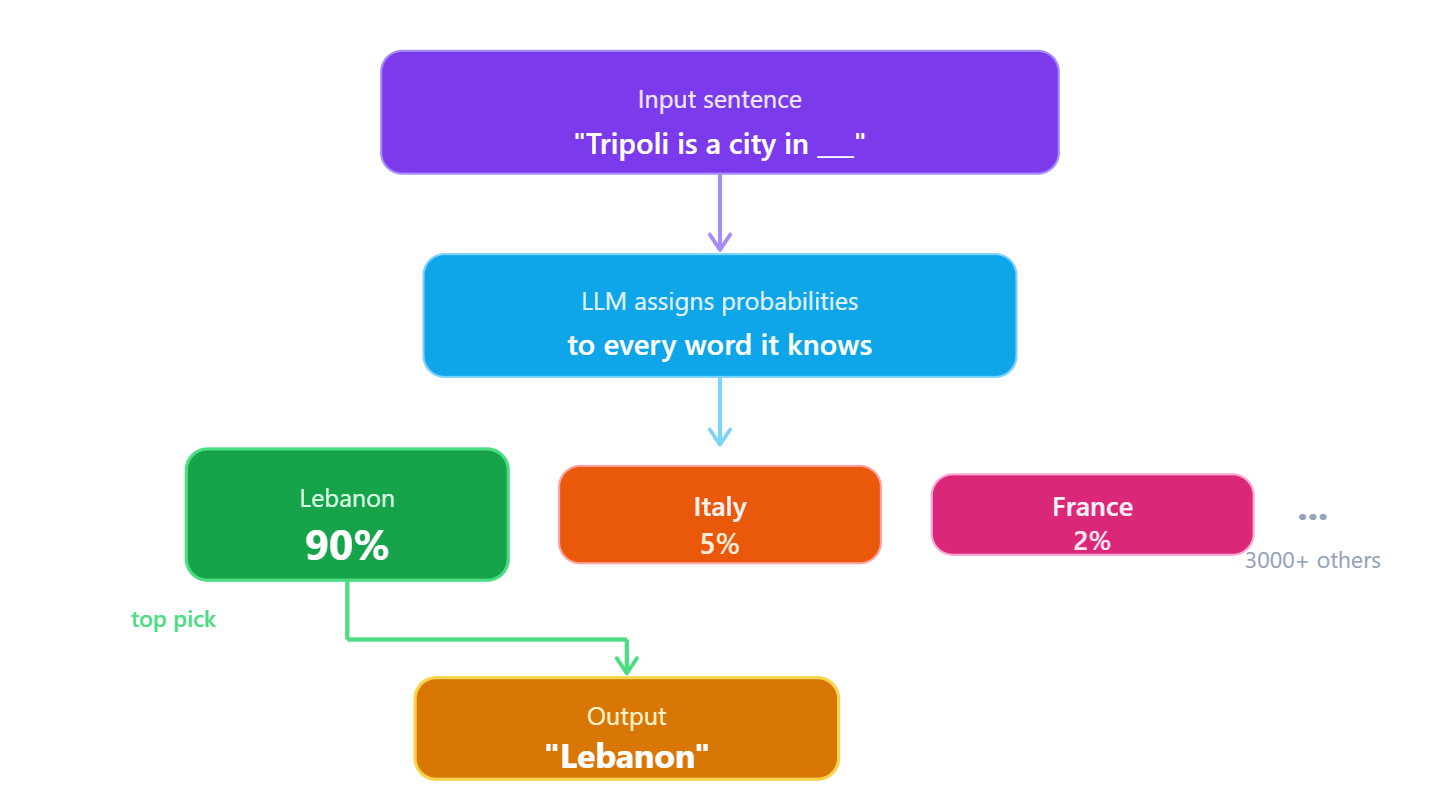 Input sentence
"Tripoli is a city in ___"
LLM assigns probabilities
to every word it knows
Lebanon
90%
Italy
5%
France
2%
...
3000+ others
top pick
Output
"Lebanon"